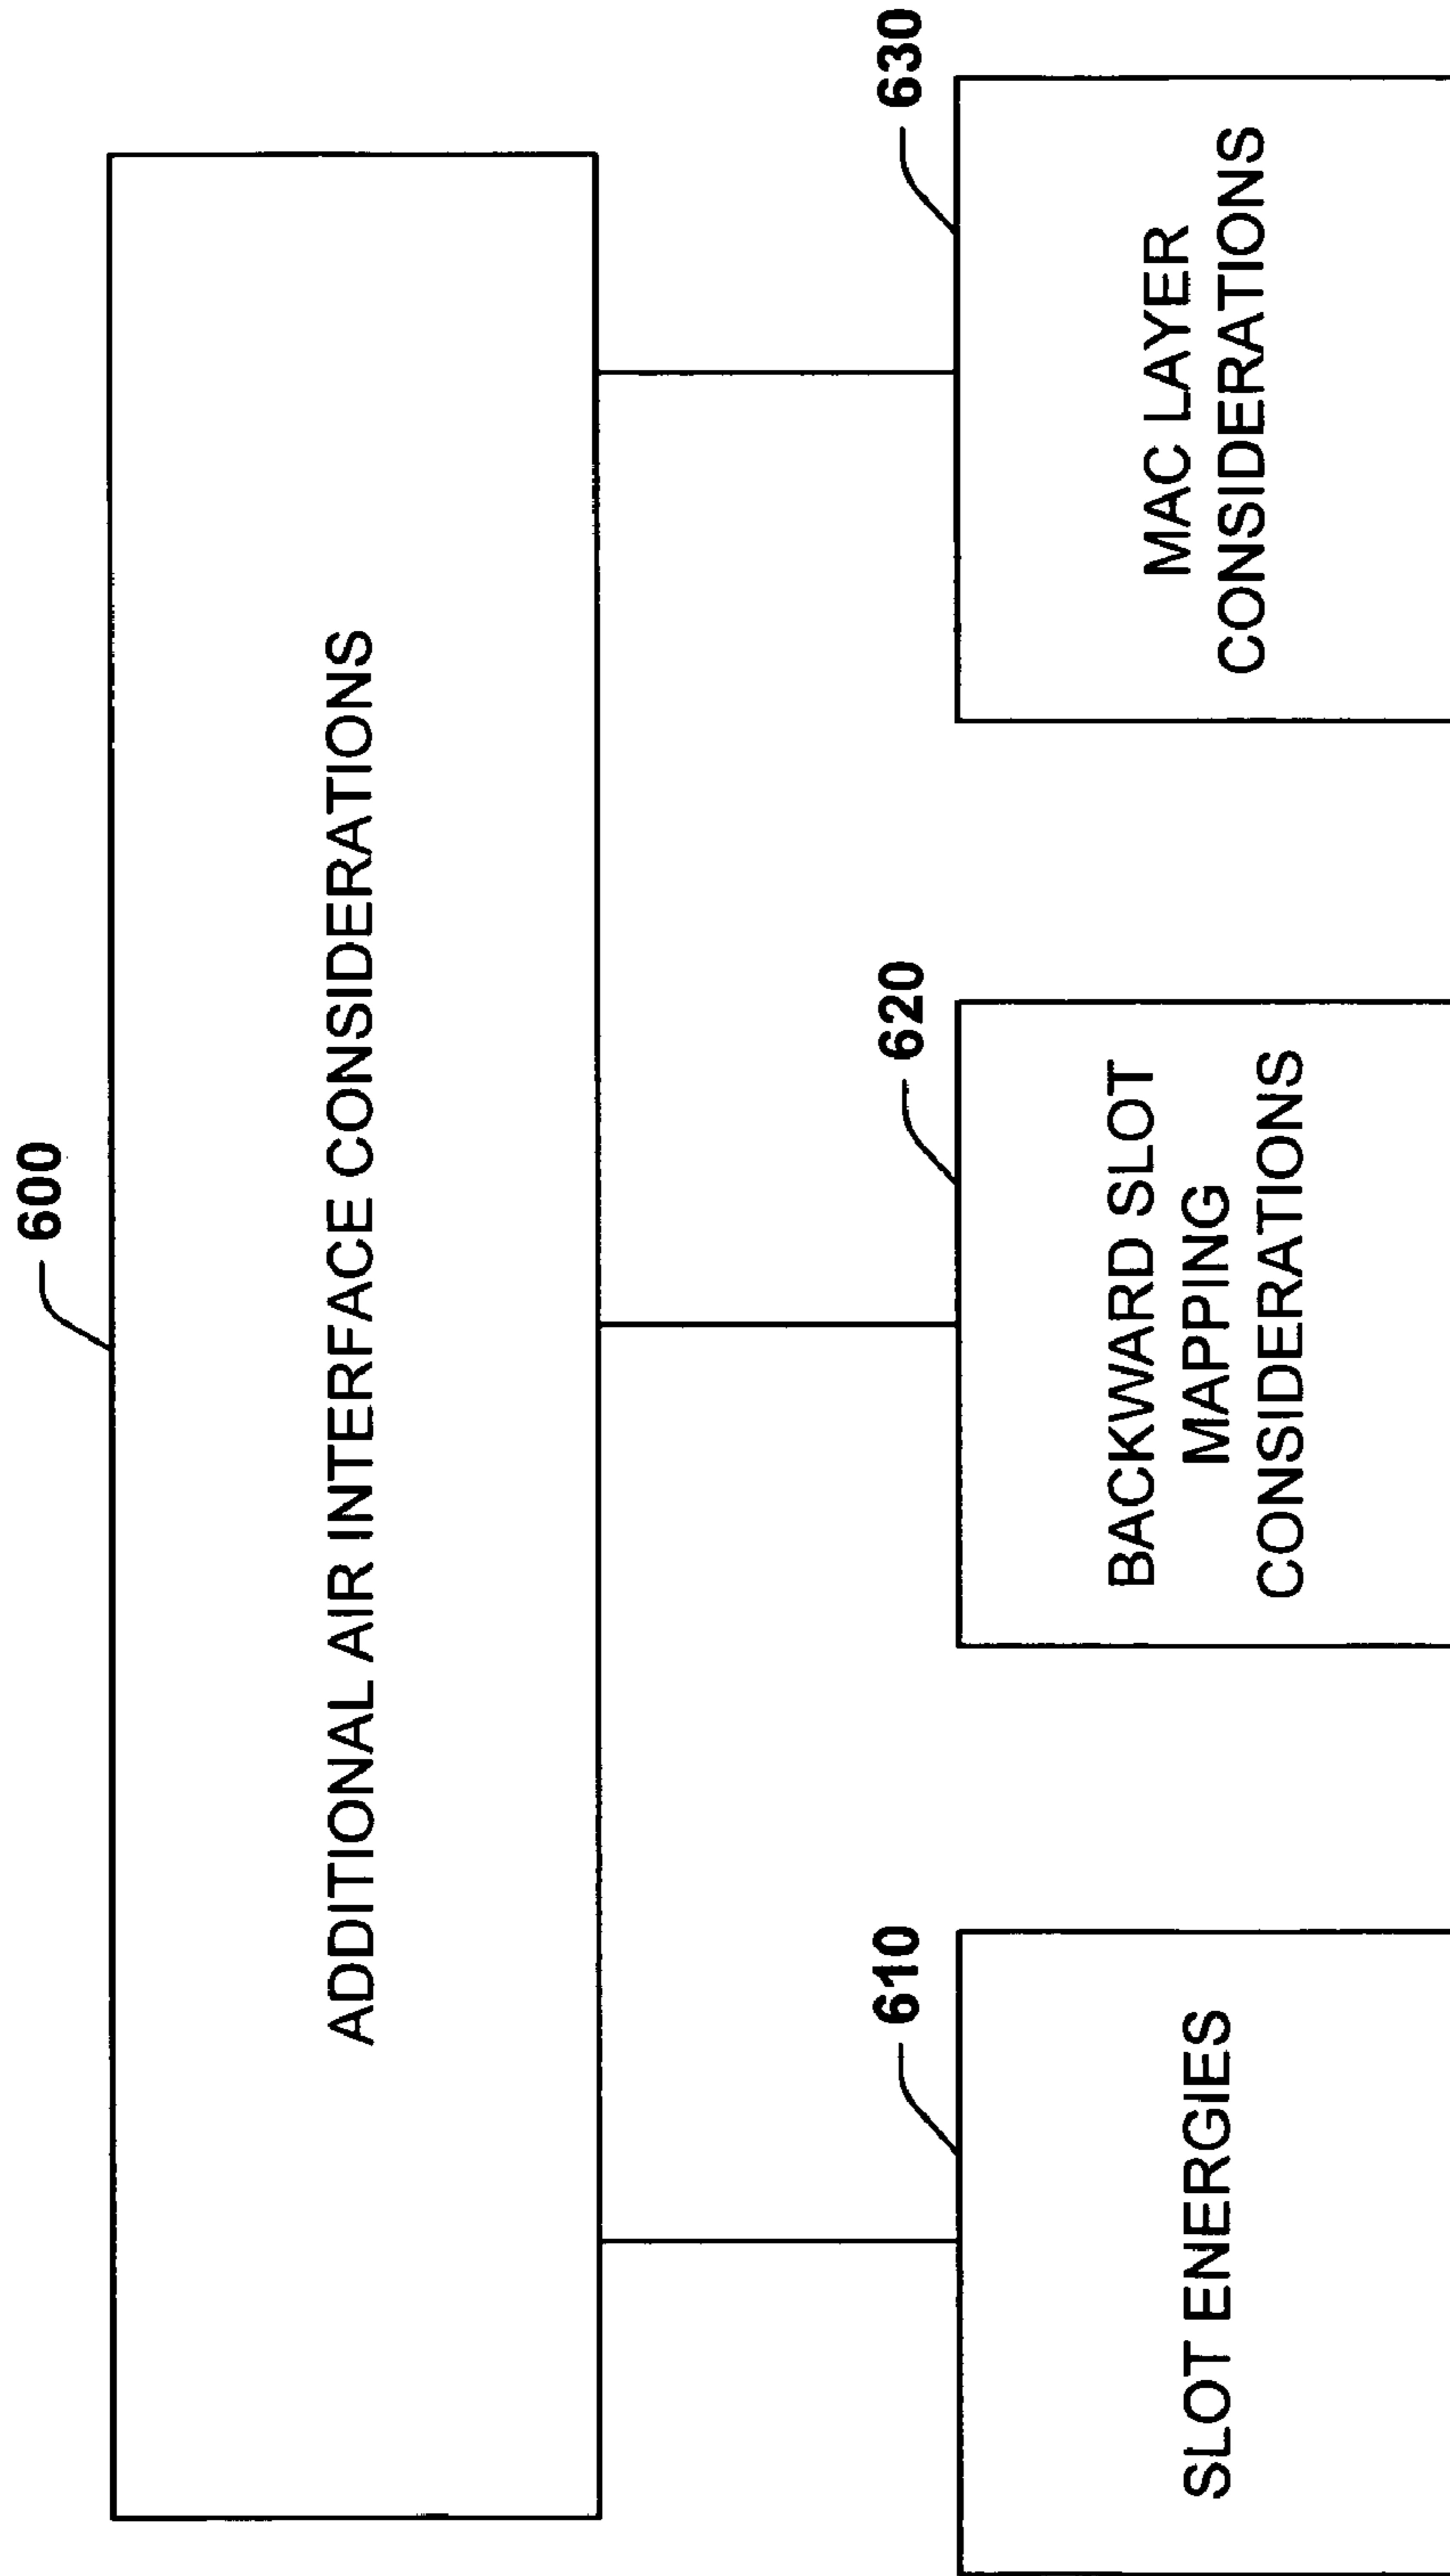 600
ADDITIONAL AIR INTERFACE CONSIDERATIONS
610
SLOT ENERGIES
620
BACKWARD SLOT
MAPPING
CONSIDERATIONS
630
MAC LAYER
CONSIDERATIONS